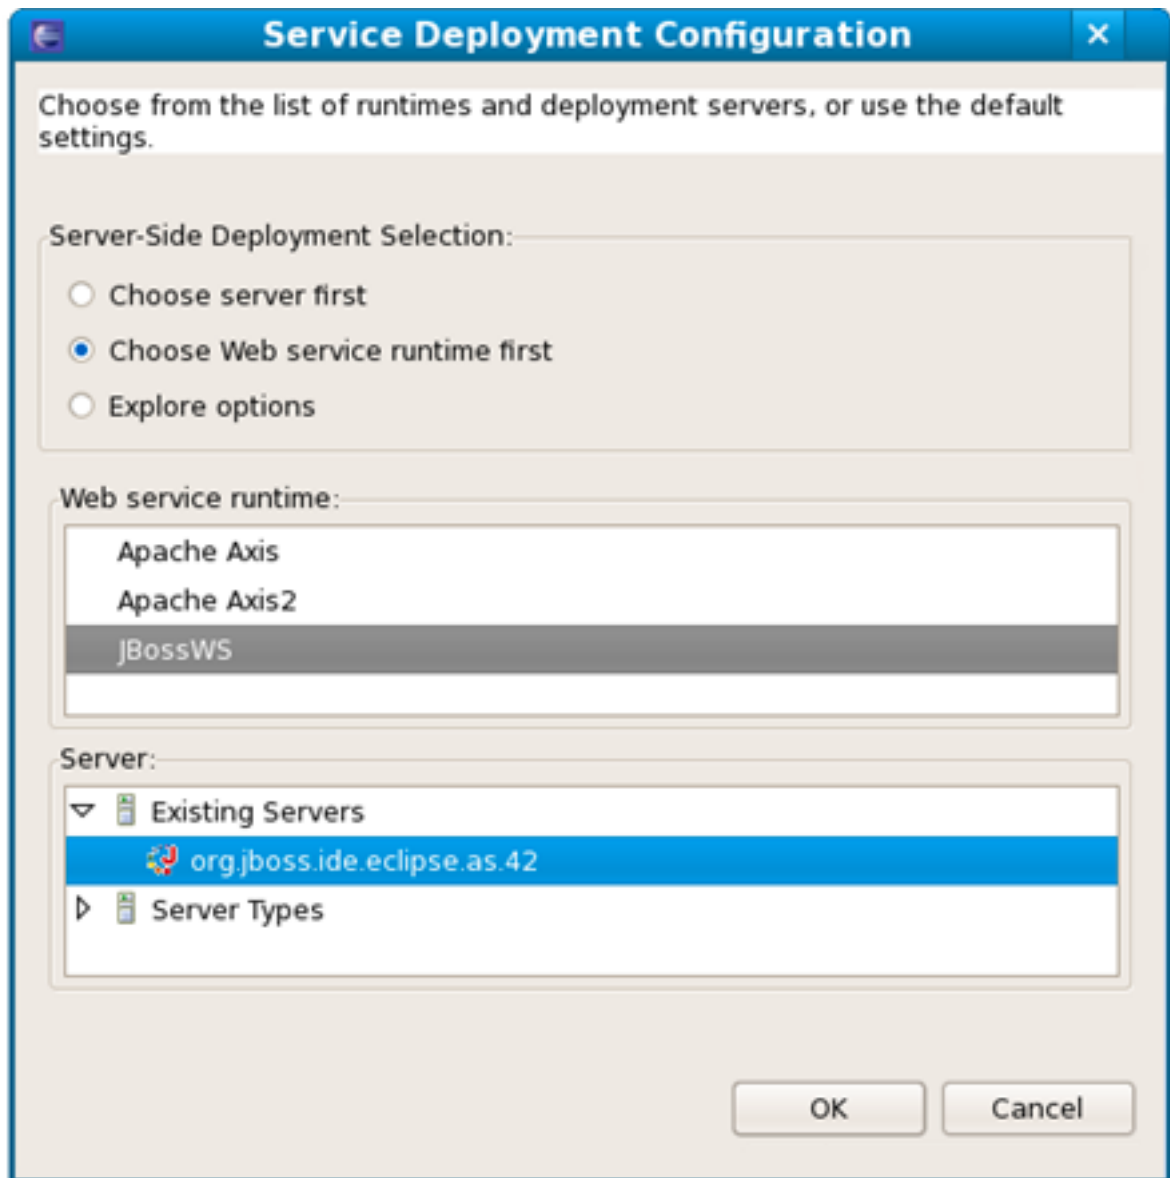 Service Deployment Configuration
Choose from the list of runtimes and deployment servers, or use the default
settings.
Server-Side Deployment Selection:
Choose server first
Choose Web service runtime first
Explore options
Web service runtime:
Apache Axis
Apache Axis2
JBossWS
Server:
Existing Servers
org.jboss.ide.eclipse.as.42
Server Types
OK
Cancel